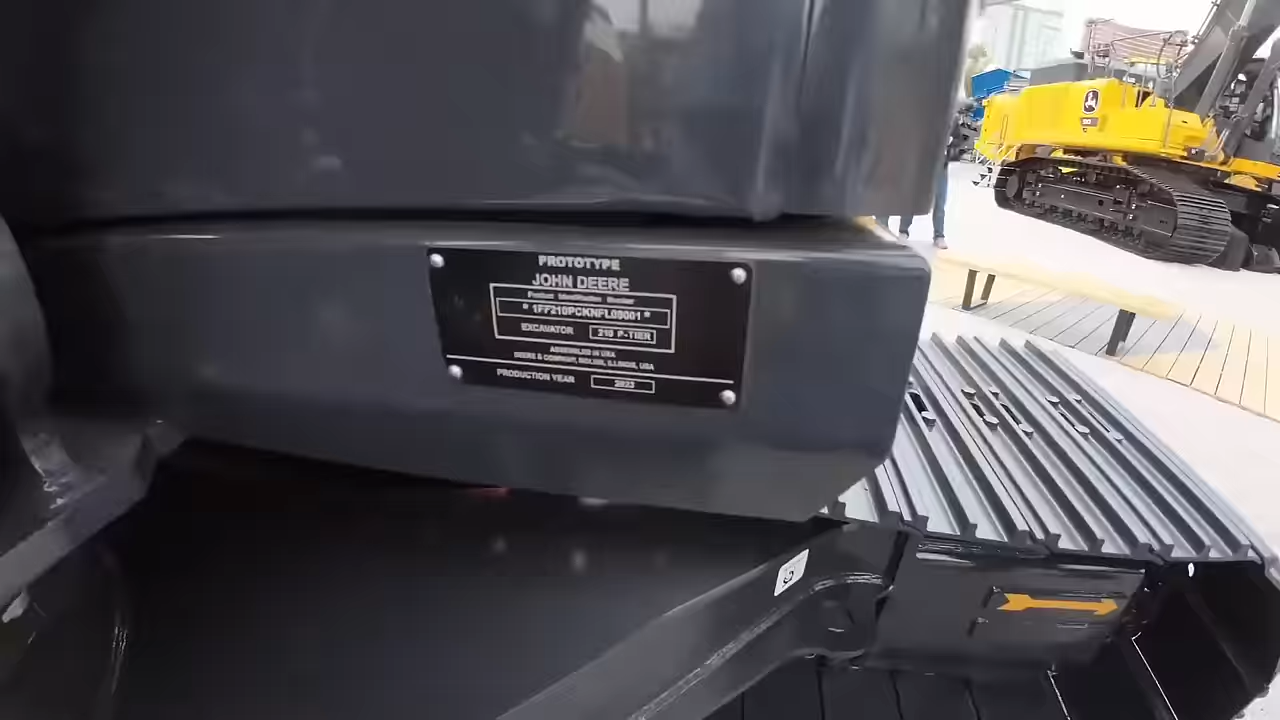 PROTOTYPE
JOHN DEERE
Product Identification Number
* 1FF210PCKNFL09001 *
EXCAVATOR 210 P-TIER
ASSEMBLED IN USA
DEERE & COMPANY, MOLINE, ILLINOIS, USA
PRODUCTION YEAR 2023